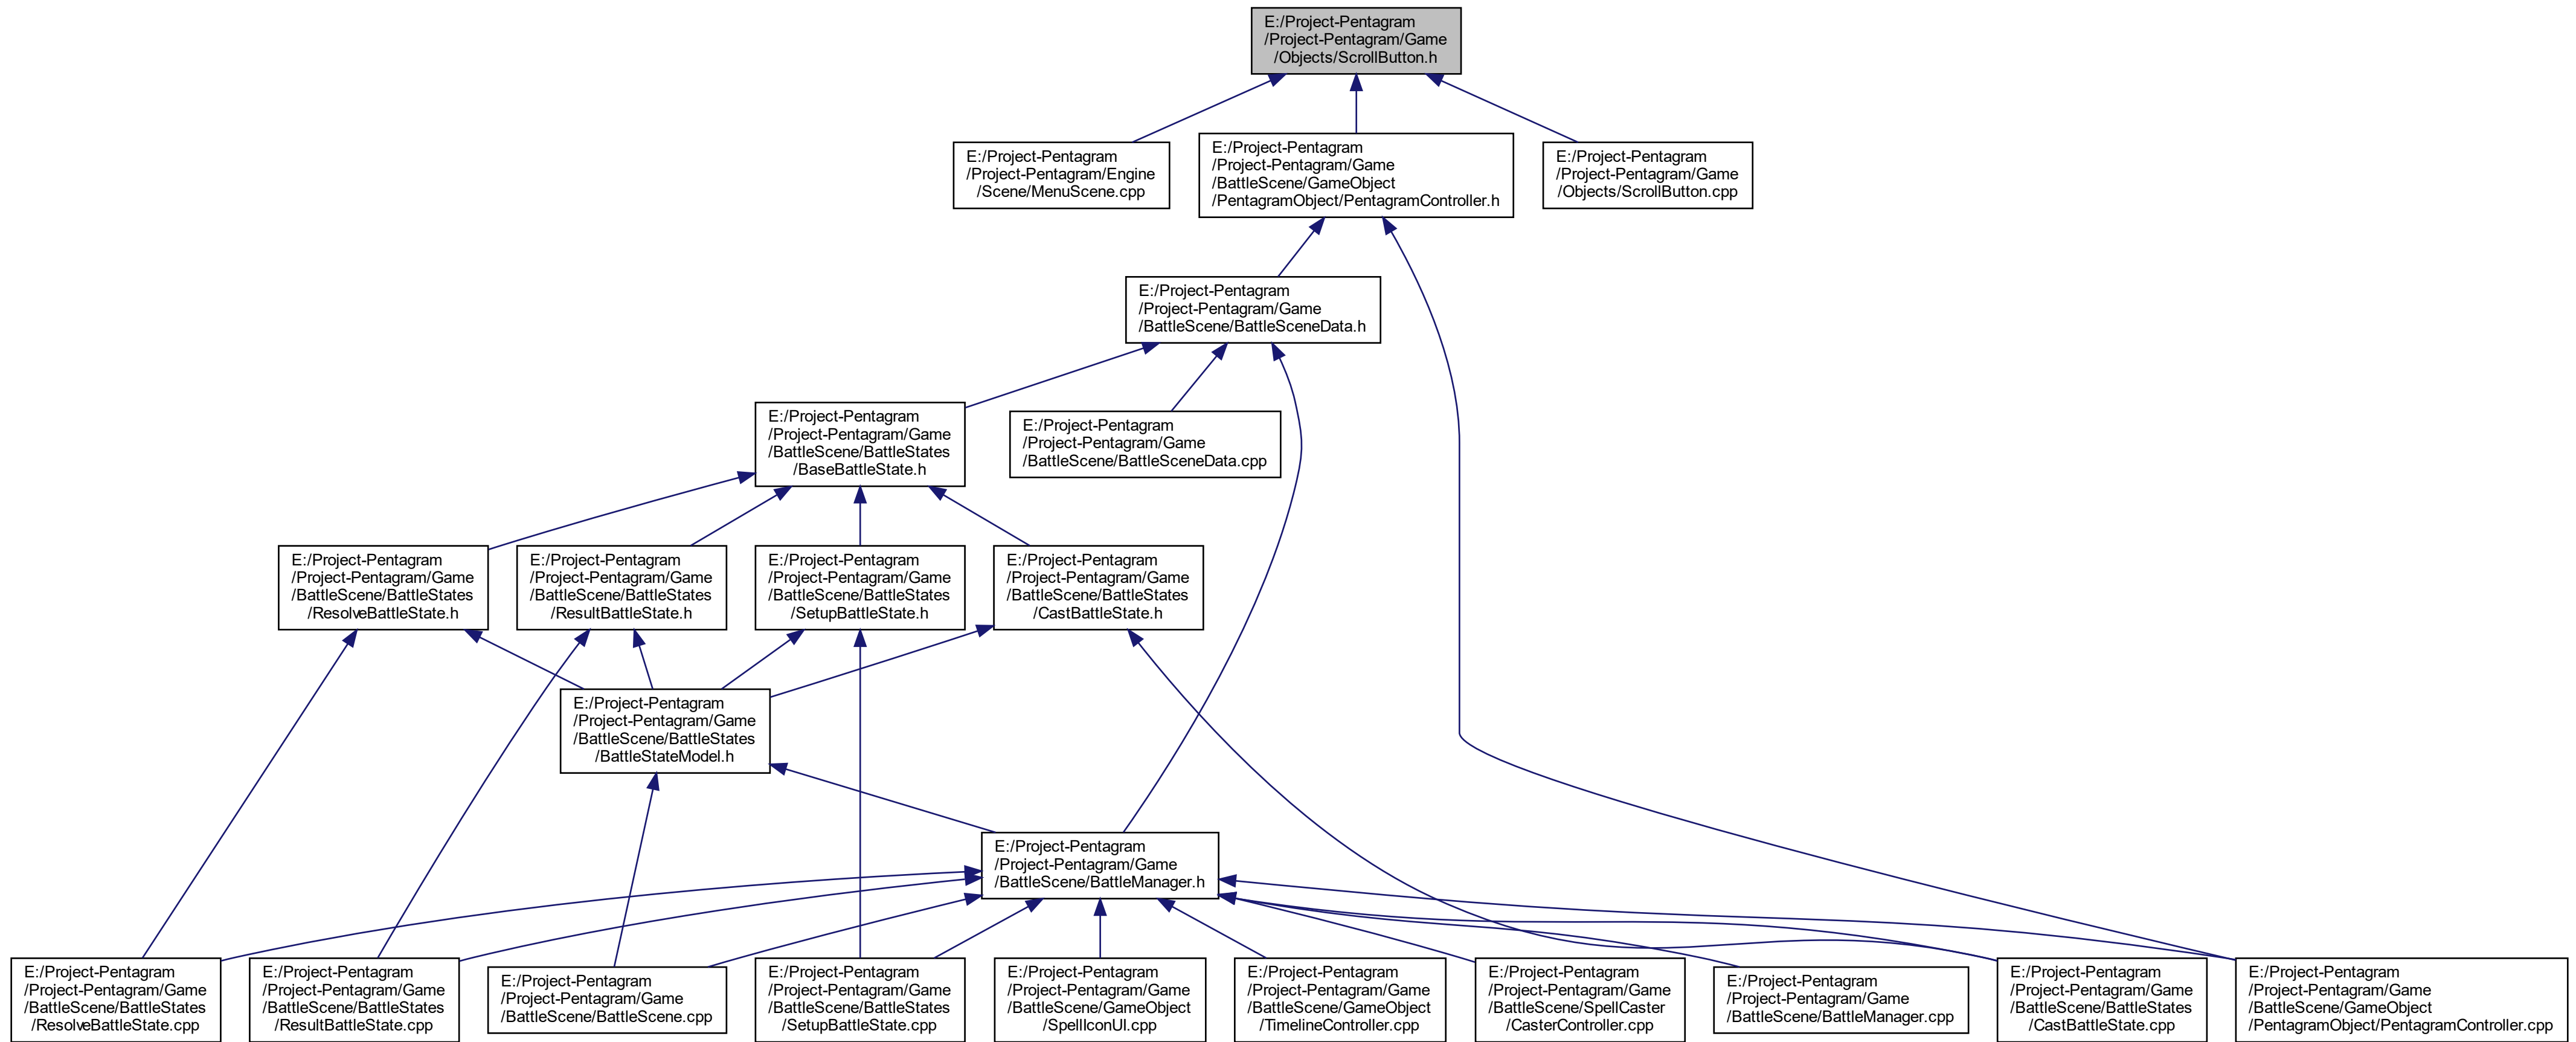 E:/Project-Pentagram
/Project-Pentagram/Game
/Objects/ScrollButton.h
E:/Project-Pentagram
/Project-Pentagram/Engine
/Scene/MenuScene.cpp
E:/Project-Pentagram
/Project-Pentagram/Game
/BattleScene/GameObject
/PentagramObject/PentagramController.h
E:/Project-Pentagram
/Project-Pentagram/Game
/Objects/ScrollButton.cpp
E:/Project-Pentagram
/Project-Pentagram/Game
/BattleScene/BattleSceneData.h
E:/Project-Pentagram
/Project-Pentagram/Game
/BattleScene/BattleStates
/BaseBattleState.h
E:/Project-Pentagram
/Project-Pentagram/Game
/BattleScene/BattleSceneData.cpp
E:/Project-Pentagram
/Project-Pentagram/Game
/BattleScene/BattleStates
/ResolveBattleState.h
E:/Project-Pentagram
/Project-Pentagram/Game
/BattleScene/BattleStates
/ResultBattleState.h
E:/Project-Pentagram
/Project-Pentagram/Game
/BattleScene/BattleStates
/SetupBattleState.h
E:/Project-Pentagram
/Project-Pentagram/Game
/BattleScene/BattleStates
/CastBattleState.h
E:/Project-Pentagram
/Project-Pentagram/Game
/BattleScene/BattleStates
/BattleStateModel.h
E:/Project-Pentagram
/Project-Pentagram/Game
/BattleScene/BattleManager.h
E:/Project-Pentagram
/Project-Pentagram/Game
/BattleScene/BattleStates
/ResolveBattleState.cpp
E:/Project-Pentagram
/Project-Pentagram/Game
/BattleScene/BattleStates
/ResultBattleState.cpp
E:/Project-Pentagram
/Project-Pentagram/Game
/BattleScene/BattleScene.cpp
E:/Project-Pentagram
/Project-Pentagram/Game
/BattleScene/BattleStates
/SetupBattleState.cpp
E:/Project-Pentagram
/Project-Pentagram/Game
/BattleScene/GameObject
/SpellIconUI.cpp
E:/Project-Pentagram
/Project-Pentagram/Game
/BattleScene/GameObject
/TimelineController.cpp
E:/Project-Pentagram
/Project-Pentagram/Game
/BattleScene/SpellCaster
/CasterController.cpp
E:/Project-Pentagram
/Project-Pentagram/Game
/BattleScene/BattleManager.cpp
E:/Project-Pentagram
/Project-Pentagram/Game
/BattleScene/BattleStates
/CastBattleState.cpp
E:/Project-Pentagram
/Project-Pentagram/Game
/BattleScene/GameObject
/PentagramObject/PentagramController.cpp